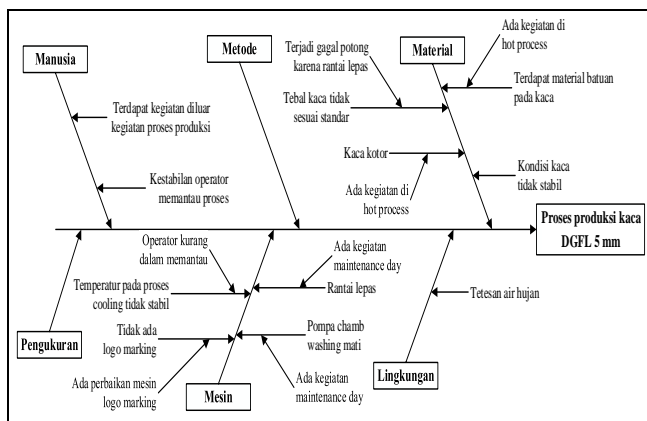 Manusia
Metode
Material
Terdapat kegiatan diluar
kegiatan proses produksi
Kestabilan operator
memantau proses
Terjadi gagal potong
karena rantai lepas
Tebal kaca tidak
sesuai standar
Kaca kotor
Ada kegiatan di
hot process
Ada kegiatan di
hot process
Terdapat material batuan
pada kaca
Kondisi kaca
tidak stabil
Proses produksi kaca
DGFL 5 mm
Operator kurang
dalam memantau
Temperatur pada proses
cooling tidak stabil
Tidak ada
logo marking
Ada perbaikan mesin
logo marking
Ada kegiatan
maintenance day
Rantai lepas
Pompa chamb
washing mati
Ada kegiatan
maintenance day
Tetesan air hujan
Pengukuran
Mesin
Lingkungan